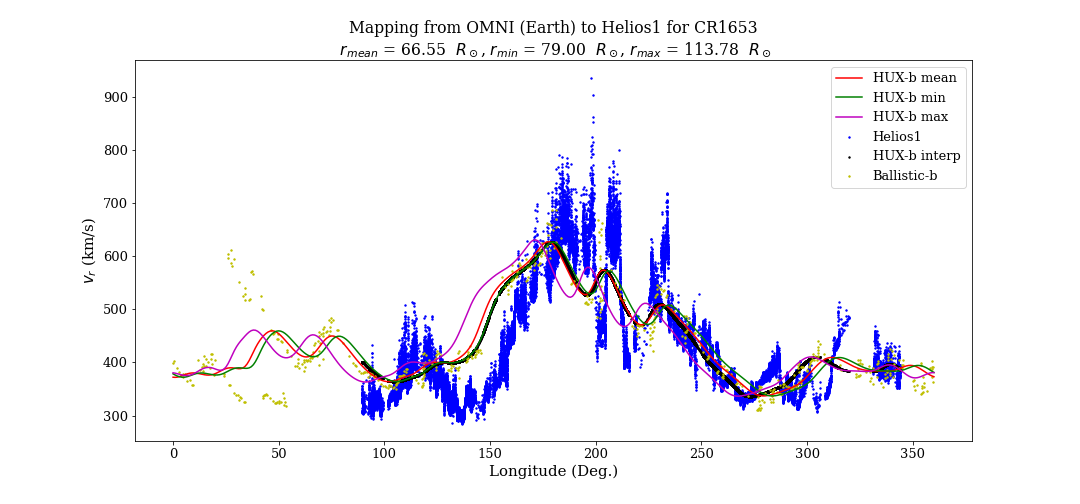 Mapping from OMNI (Earth) to Helios1 for CR1653
r_mean = 66.55 R_⊙, r_min = 79.00 R_⊙, r_max = 113.78 R_⊙
HUX-b mean
HUX-b min
HUX-b max
Helios1
HUX-b interp
Ballistic-b
v_r (km/s)
900
800
700
600
500
400
300
0 50 100 150 200 250 300 350
Longitude (Deg.)